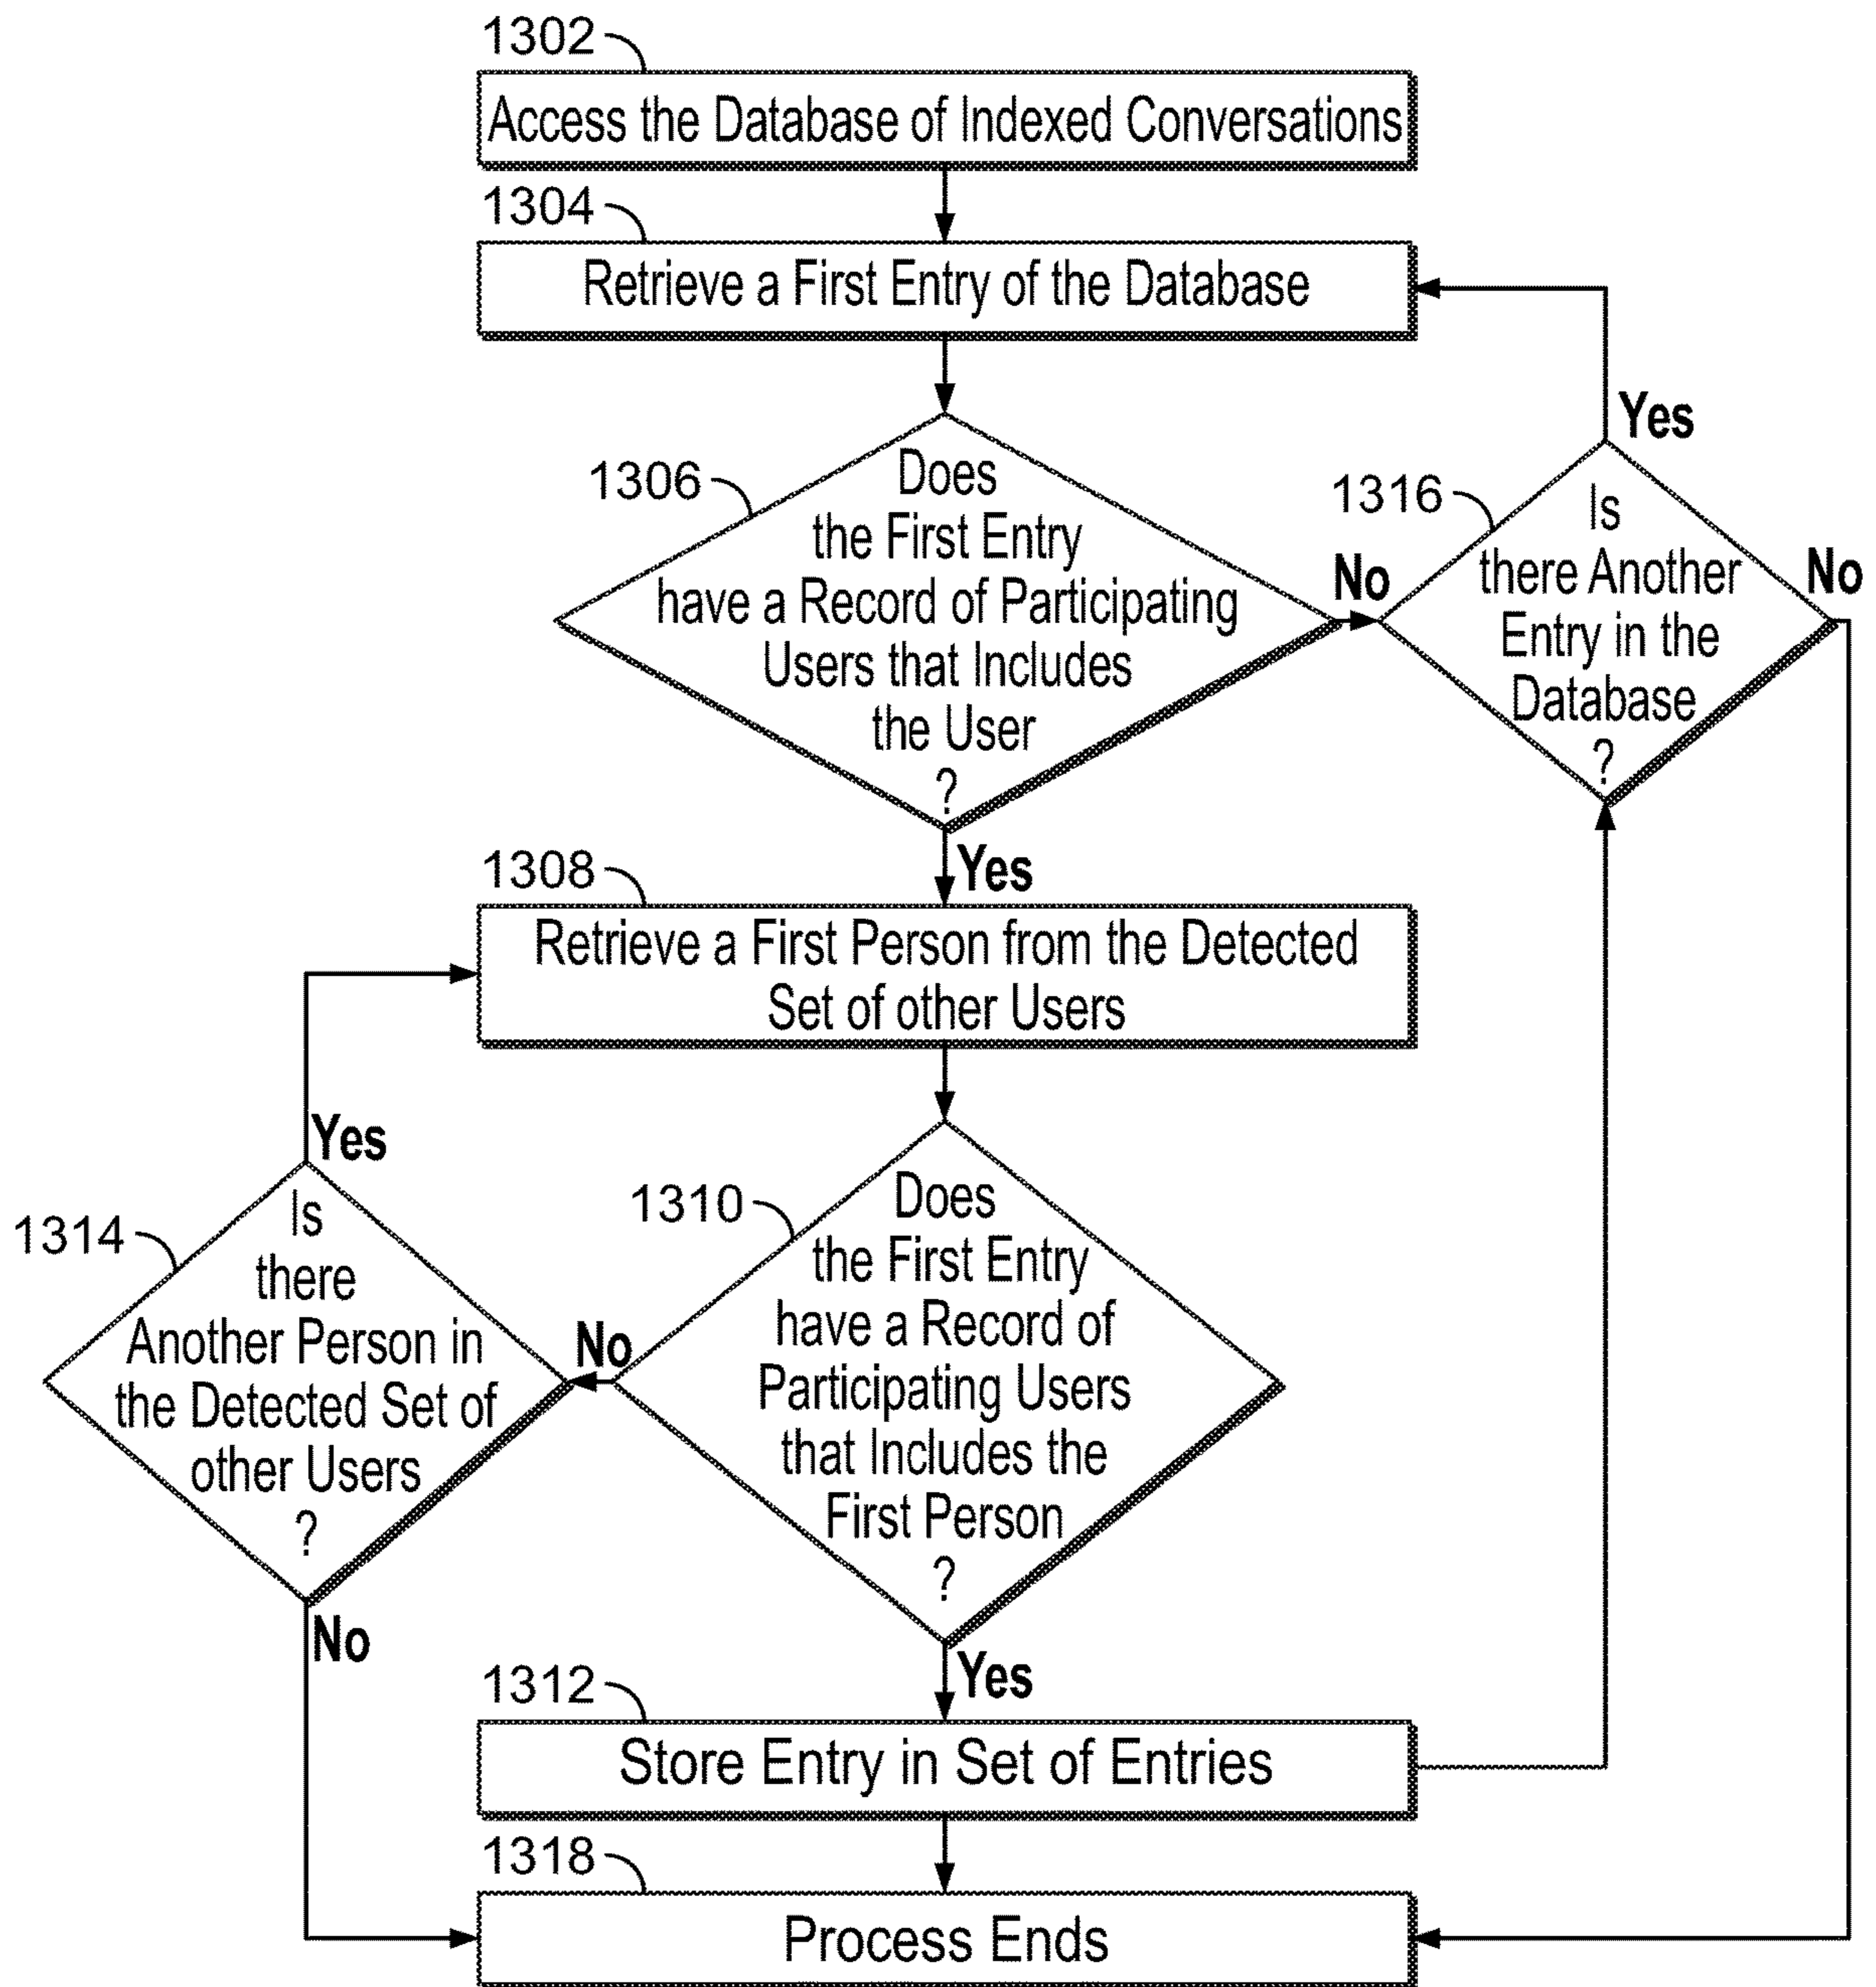 1302
Access the Database of Indexed Conversations
1304
Retrieve a First Entry of the Database
1306
Does
the First Entry
have a Record of Participating
Users that Includes
the User
?
No
Yes
1316
Is
there Another
Entry in the
Database
?
Yes
No
1308
Retrieve a First Person from the Detected
Set of other Users
1310
Does
the First Entry
have a Record of
Participating Users
that Includes the
First Person
?
No
Yes
1314
Is
there
Another Person in
the Detected Set of
other Users
?
Yes
No
1312
Store Entry in Set of Entries
1318
Process Ends